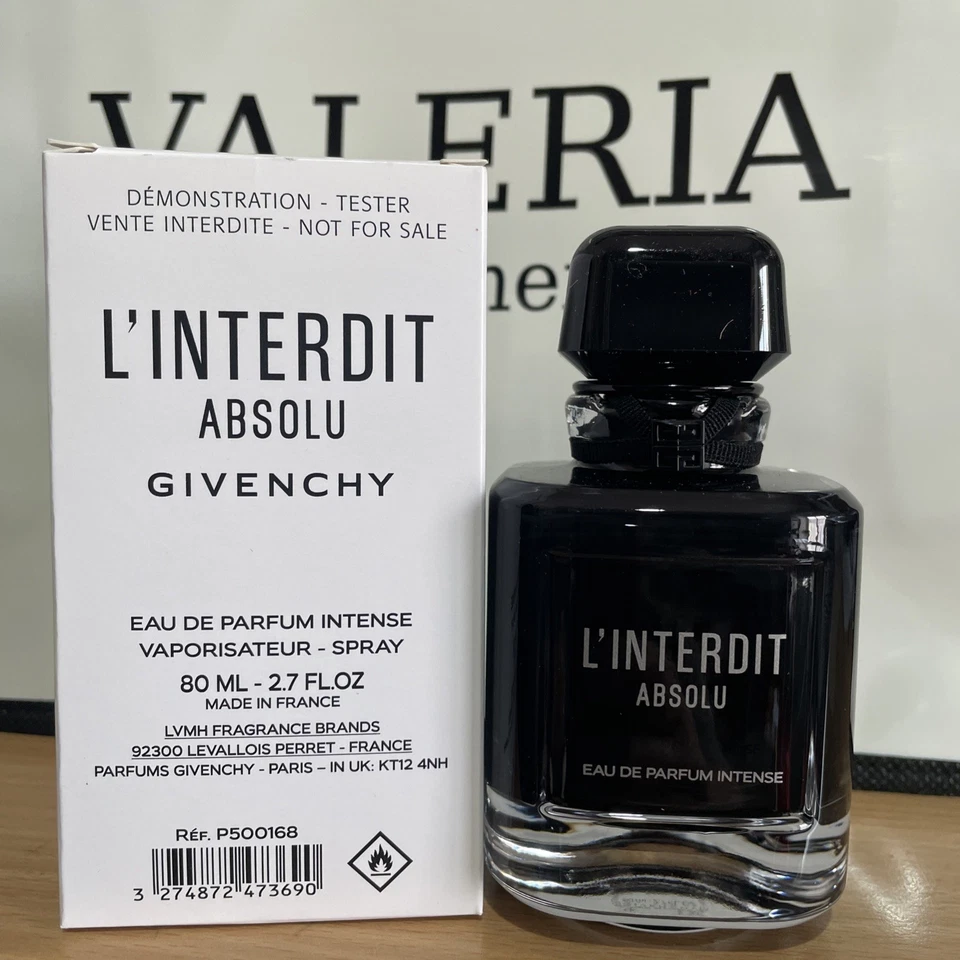 VALERIA
DÉMONSTRATION - TESTER
VENTE INTERDITE - NOT FOR SALE
L'INTERDIT
ABSOLU
GIVENCHY
EAU DE PARFUM INTENSE
VAPORISATEUR - SPRAY
80 ML - 2.7 FL.OZ
MADE IN FRANCE
LVMH FRAGRANCE BRANDS
92300 LEVALLOIS PERRET - FRANCE
PARFUMS GIVENCHY - PARIS – IN UK: KT12 4NH
RÉF. P500168
3 274872 473690
L'INTERDIT
ABSOLU
EAU DE PARFUM INTENSE